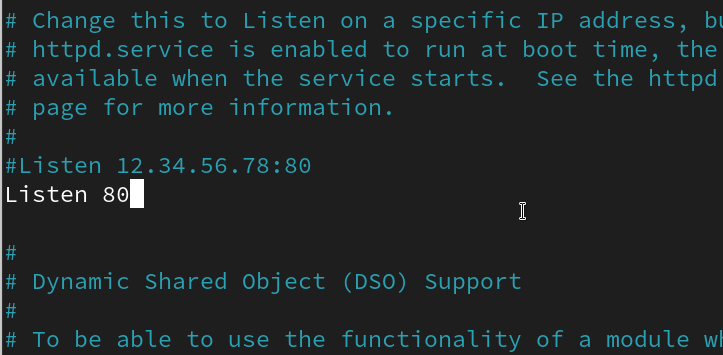 # Change this to Listen on a specific IP address,
# httpd.service is enabled to run at boot time, the
# available when the service starts.  See the httpd
# page for more information.
#
#Listen 12.34.56.78:80
Listen 80
#
# Dynamic Shared Object (DSO) Support
#
# To be able to use the functionality of a module